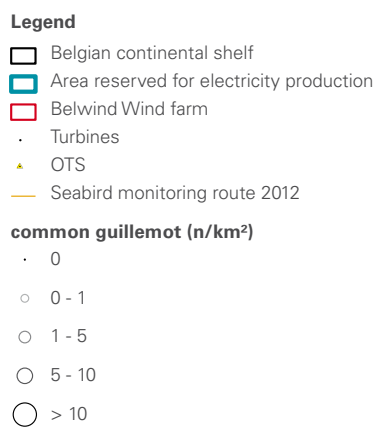 Legend
Belgian continental shelf
Area reserved for electricity production
Belwind Wind farm
Turbines
OTS
Seabird monitoring route 2012
common guillemot (n/km²)
0
0 - 1
1 - 5
5 - 10
> 10